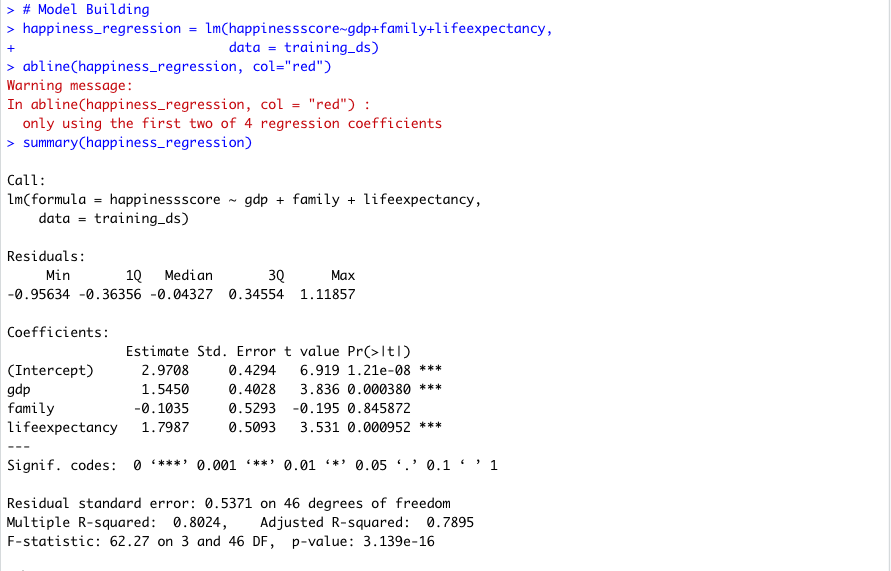 > # Model Building
> happiness_regression = lm(happinessscore~gdp+family+lifeexpectancy,
+                           data = training_ds)
> abline(happiness_regression, col="red")
Warning message:
In abline(happiness_regression, col = "red") :
  only using the first two of 4 regression coefficients
> summary(happiness_regression)

Call:
lm(formula = happinessscore ~ gdp + family + lifeexpectancy,
    data = training_ds)

Residuals:
     Min       1Q   Median       3Q      Max
-0.95634 -0.36356 -0.04327  0.34554  1.11857

Coefficients:
               Estimate Std. Error t value Pr(>|t|)
(Intercept)      2.9708     0.4294   6.919 1.21e-08 ***
gdp              1.5450     0.4028   3.836 0.000380 ***
family          -0.1035     0.5293  -0.195 0.845872
lifeexpectancy   1.7987     0.5093   3.531 0.000952 ***
---
Signif. codes:  0 ‘***’ 0.001 ‘**’ 0.01 ‘*’ 0.05 ‘.’ 0.1 ‘ ’ 1

Residual standard error: 0.5371 on 46 degrees of freedom
Multiple R-squared:  0.8024,    Adjusted R-squared:  0.7895
F-statistic: 62.27 on 3 and 46 DF,  p-value: 3.139e-16